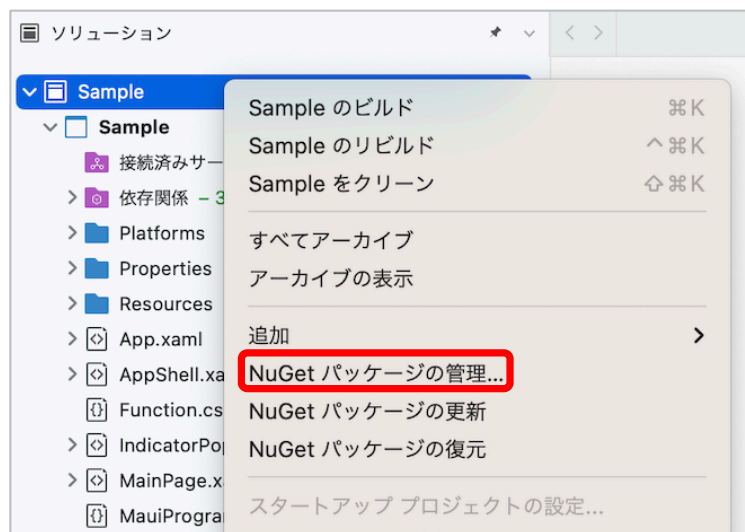 ソリューション
Sample
Sample
接続済みサー
依存関係 – 3
Platforms
Properties
Resources
App.xaml
AppShell.xa
Function.cs
IndicatorPo
MainPage.x
MauiProgra
Sample のビルド ⌘K
Sample のリビルド ^⌘K
Sample をクリーン ⇧⌘K
すべてアーカイブ
アーカイブの表示
追加
NuGet パッケージの管理...
NuGet パッケージの更新
NuGet パッケージの復元
スタートアップ プロジェクトの設定...